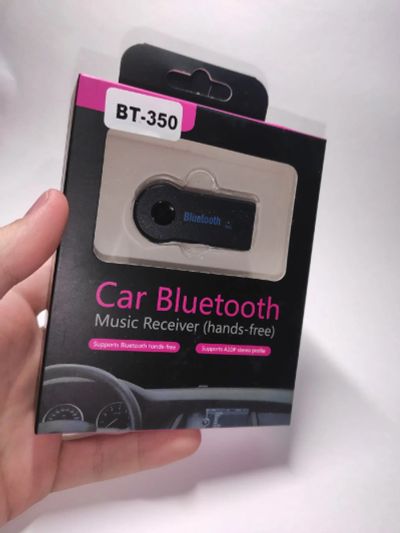 BT-350
Bluetooth
Car Bluetooth
Music Receiver (hands-free)
Supports Bluetooth hands-free
Supports A2DP stereo profile